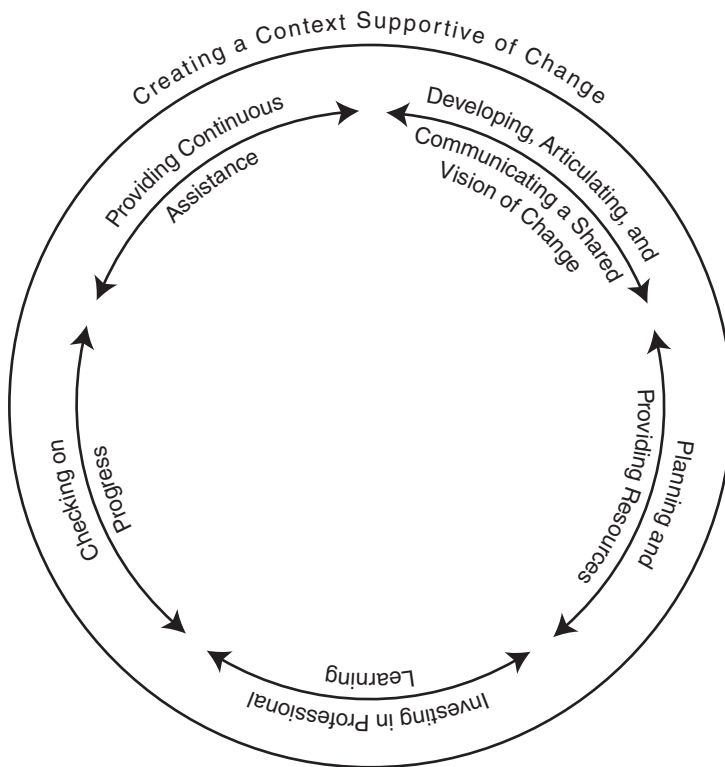 Creating a Context Supportive of Change
Developing, Articulating, and
Communicating a Shared
Vision of Change
Planning and
Providing Resources
Investing in Professional
Learning
Checking on
Progress
Providing Continuous
Assistance